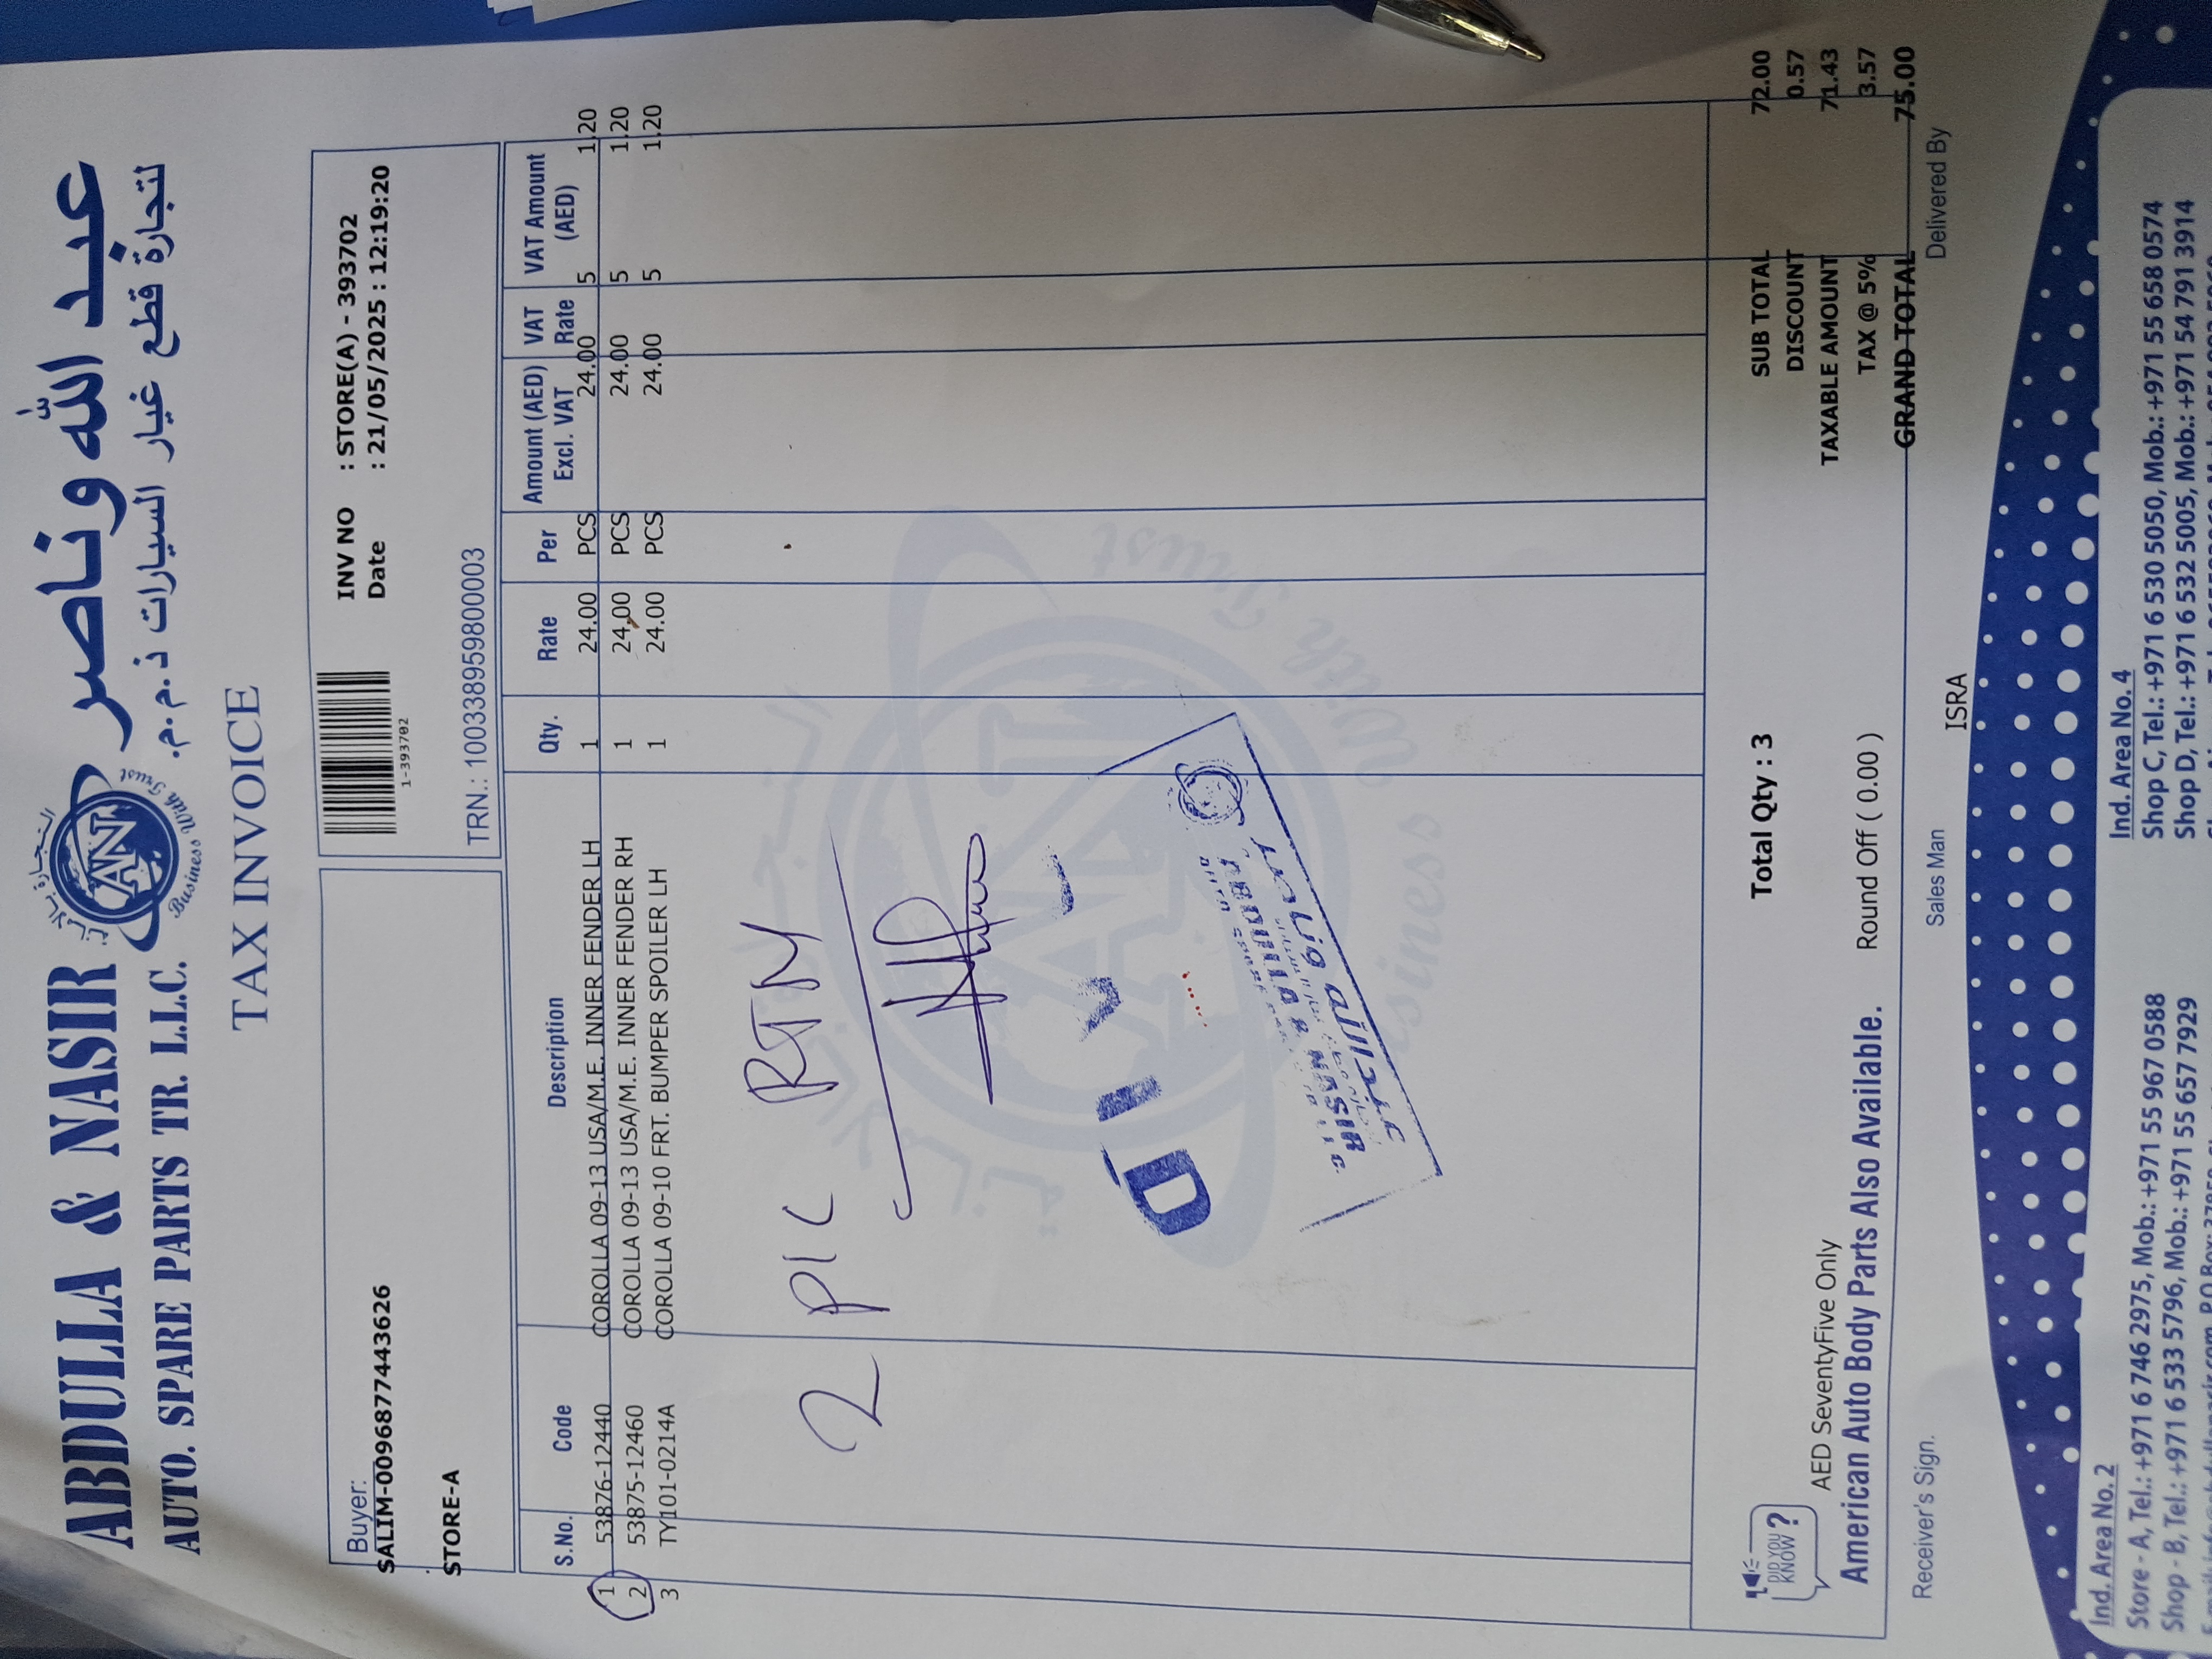 عبد الله وناصر
لتجارة قطع غيار السيارات ذ.م.م.
ABDULLA & NASIR
AUTO. SPARE PARTS TR. L.L.C.
AN
Business With Trust
TAX INVOICE
Buyer:
SALIM-0096877443626
STORE-A
1-393702
INV NO : STORE(A) - 393702
Date : 21/05/2025 : 12:19:20
TRN.: 100338959800003
S.No. Code Description Qty. Rate Per Amount (AED) Excl. VAT VAT Rate VAT Amount (AED)
1 53876-12440 COROLLA 09-13 USA/M.E. INNER FENDER LH 1 24.00 PCS 24.00 5 1.20
2 53875-12460 COROLLA 09-13 USA/M.E. INNER FENDER RH 1 24.00 PCS 24.00 5 1.20
3 TY101-0214A COROLLA 09-10 FRT. BUMPER SPOILER LH 1 24.00 PCS 24.00 5 1.20
2 PIC RTN
Business With Trust
Total Qty : 3
SUB TOTAL 72.00
DISCOUNT 0.57
TAXABLE AMOUNT 71.43
TAX @ 5% 3.57
GRAND TOTAL 75.00
DID YOU KNOW ?
AED SeventyFive Only
American Auto Body Parts Also Available.
Round Off ( 0.00 )
Receiver's Sign.
Sales Man
ISRA
Delivered By
Ind. Area No. 2
Store - A, Tel.: +971 6 746 2975, Mob.: +971 55 967 0588
Shop - B, Tel.: +971 6 533 5796, Mob.: +971 55 657 7929
Ind. Area No. 4
Shop C, Tel.: +971 6 530 5050, Mob.: +971 55 658 0574
Shop D, Tel.: +971 6 532 5005, Mob.: +971 54 791 3914